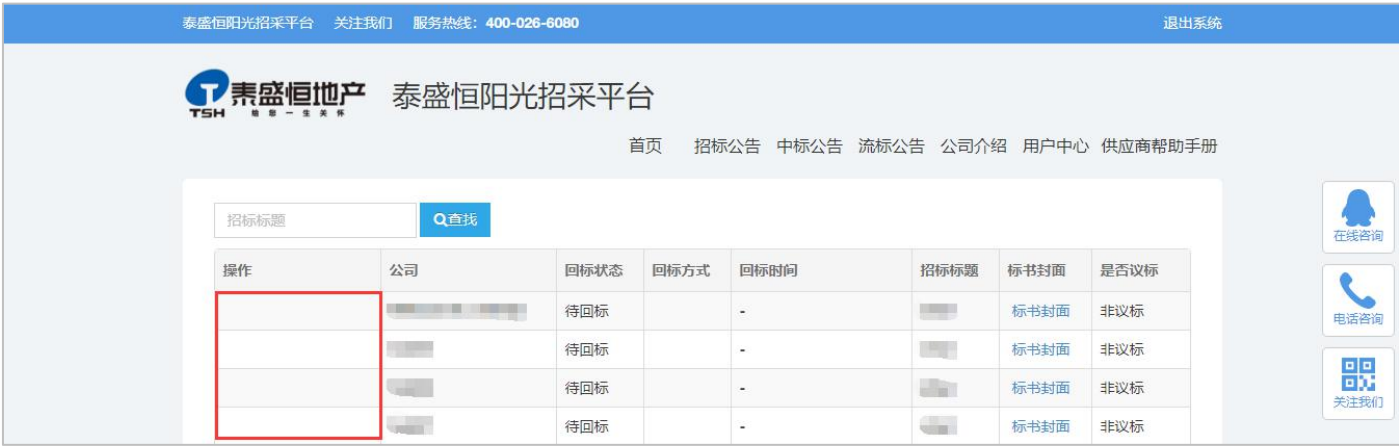 泰盛恒阳光招采平台 关注我们 服务热线：400-026-6080 退出系统
泰盛恒地产 泰盛恒阳光招采平台
TSH
首页 招标公告 中标公告 流标公告 公司介绍 用户中心 供应商帮助手册
招标标题 查找
操作 公司 回标状态 回标方式 回标时间 招标标题 标书封面 是否议标
待回标 - 标书封面 非议标
待回标 - 标书封面 非议标
待回标 - 标书封面 非议标
待回标 - 标书封面 非议标
在线咨询
电话咨询
关注我们